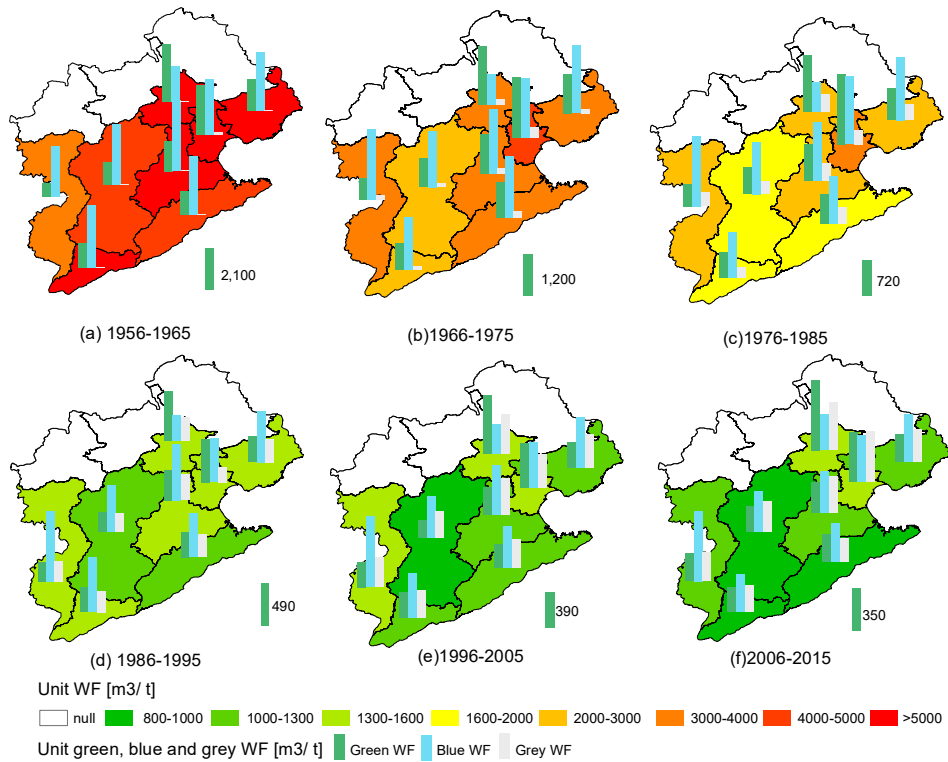 2,100
1,200
720
(a) 1956-1965
(b)1966-1975
(c)1976-1985
490
390
350
(d) 1986-1995
(e)1996-2005
(f)2006-2015
Unit WF [m3/ t]
null 800-1000 1000-1300 1300-1600 1600-2000 2000-3000 3000-4000 4000-5000 >5000
Unit green, blue and grey WF [m3/ t] Green WF Blue WF Grey WF